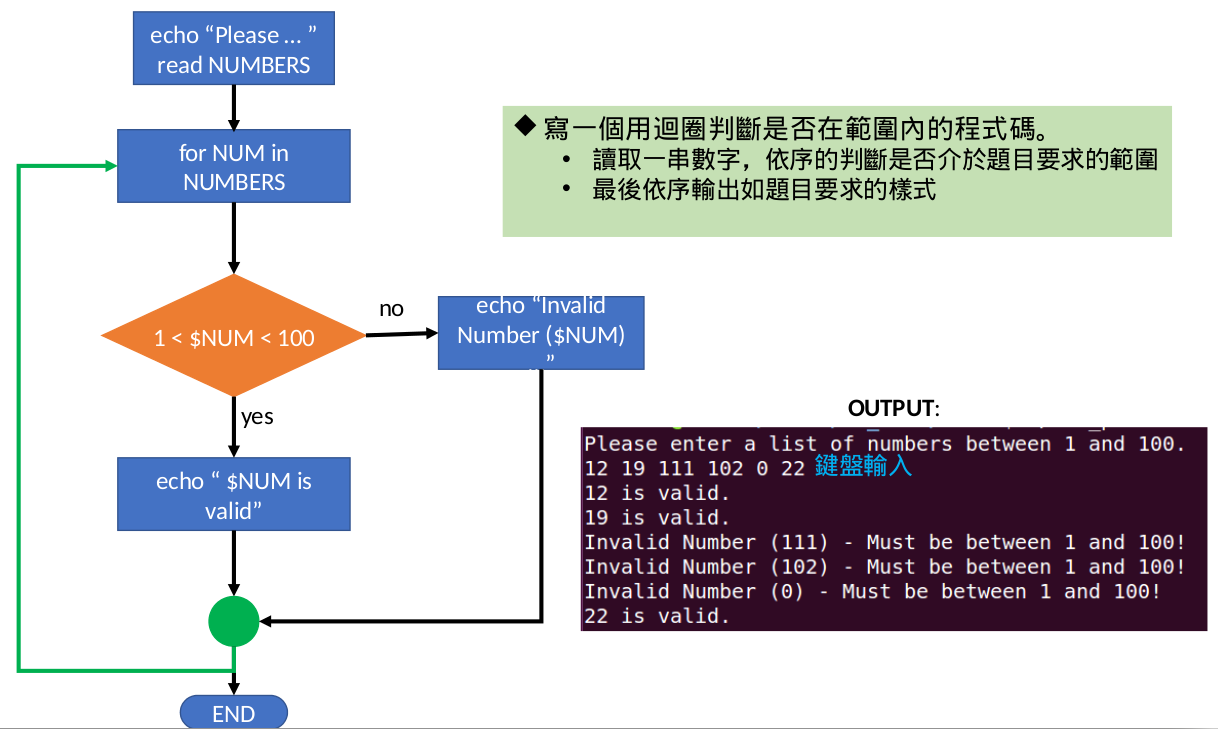 echo “Please … ”
read NUMBERS
for NUM in
NUMBERS
1 < $NUM < 100
no
echo “Invalid
Number ($NUM)
”
yes
echo “ $NUM is
valid”
END
◆寫一個用迴圈判斷是否在範圍內的程式碼。
• 讀取一串數字，依序的判斷是否介於題目要求的範圍
• 最後依序輸出如題目要求的樣式
OUTPUT:
Please enter a list of numbers between 1 and 100.
12 19 111 102 0 22 鍵盤輸入
12 is valid.
19 is valid.
Invalid Number (111) - Must be between 1 and 100!
Invalid Number (102) - Must be between 1 and 100!
Invalid Number (0) - Must be between 1 and 100!
22 is valid.